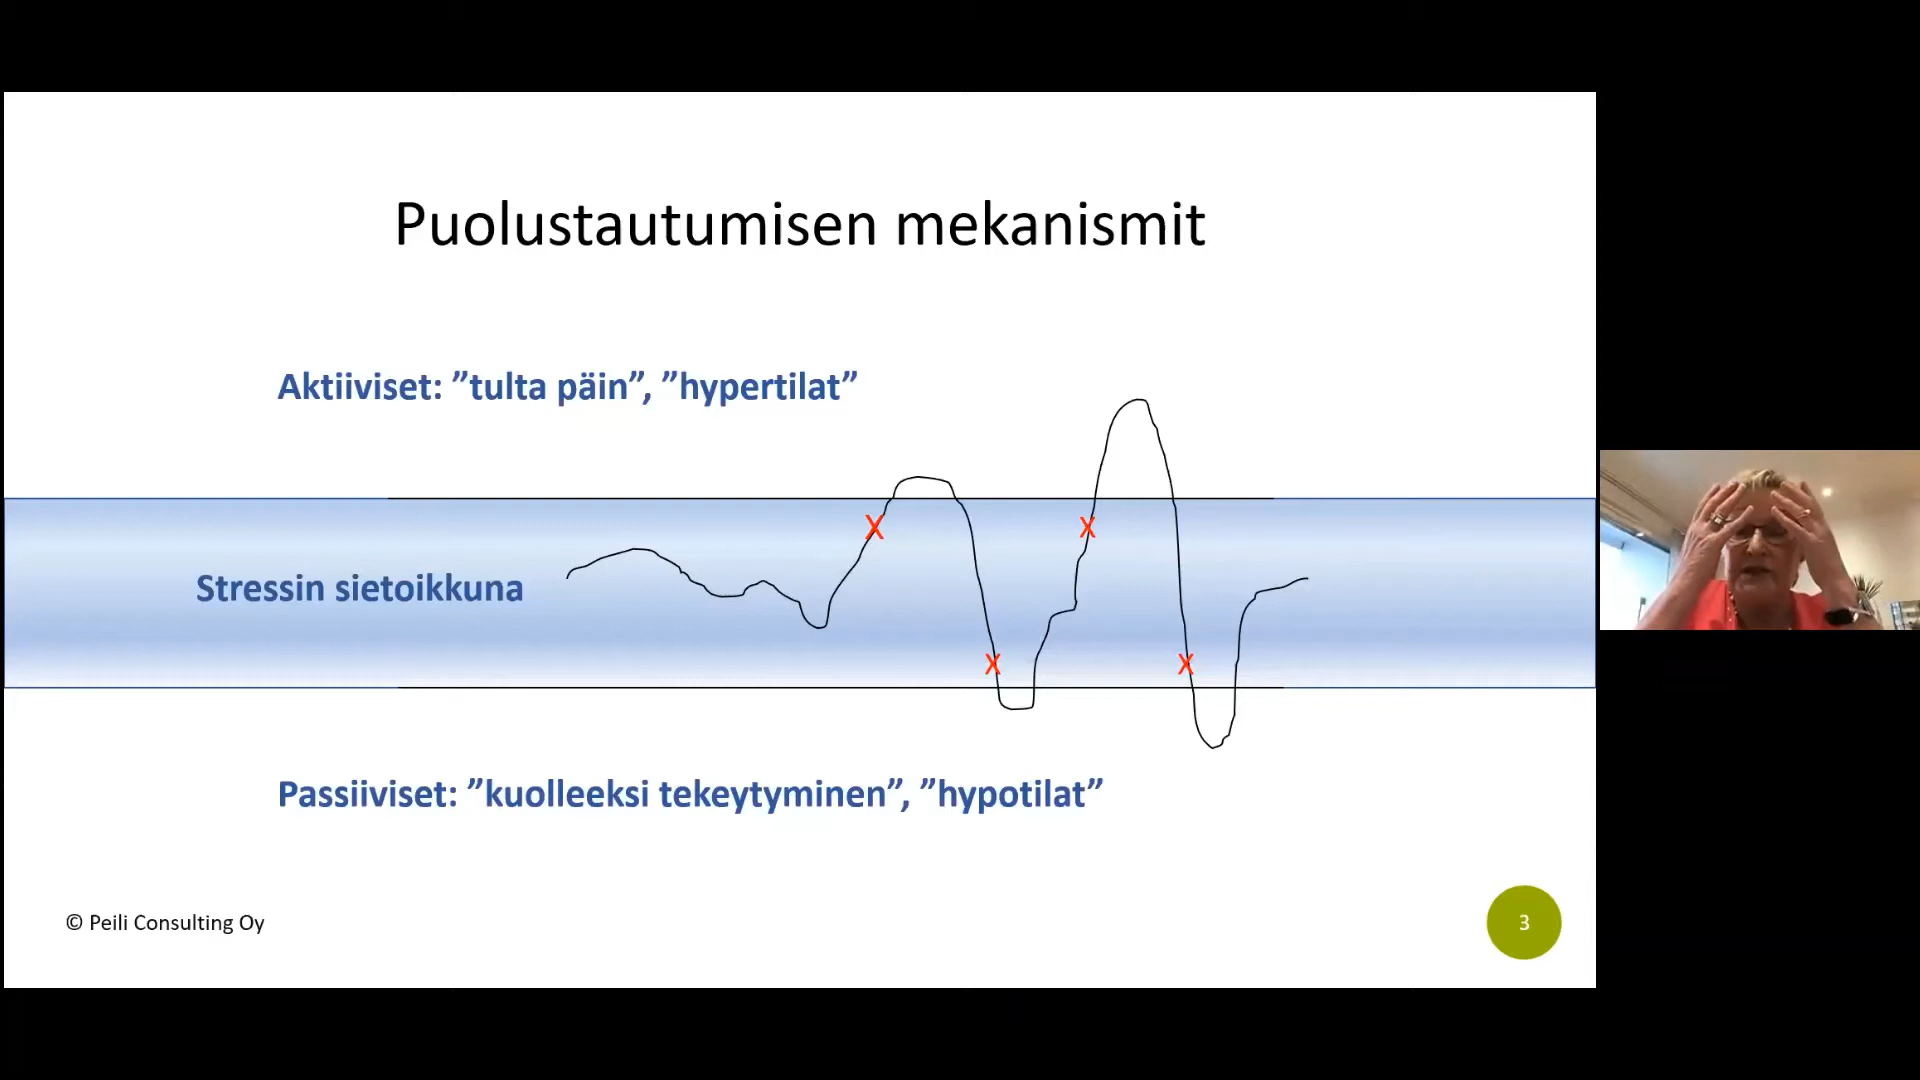 Puolustautumisen mekanismit
Aktiiviset: ”tulta päin”, ”hypertilat”
X X
Stressin sietoikkuna
X X
Passiiviset: ”kuolleeksi tekeytyminen”, ”hypotilat”
© Peili Consulting Oy
3